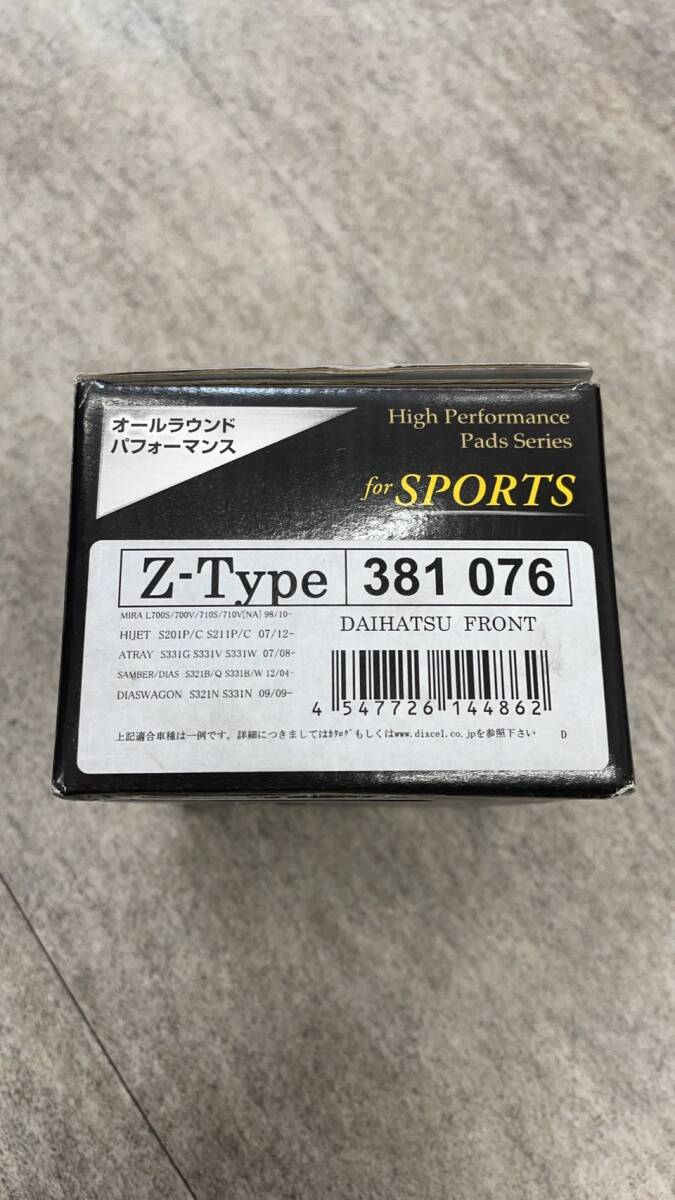 オールラウンド
パフォーマンス
High Performance
Pads Series
for SPORTS
Z-Type 381 076
MIRA L700S/700V/710S/710V[NA] 98/10-
HIJET S201P/C S211P/C 07/12-
ATRAY S331G S331V S331W 07/08-
SAMBER/DIAS S321B/Q S331B/W 12/04-
DIASWAGON S321N S331N 09/09-
DAIHATSU FRONT
4 547726 144862
上記適合車種は一例です。詳細につきましてはｶﾀﾛｸﾞもしくはwww.dixcel.co.jpを参照下さい D